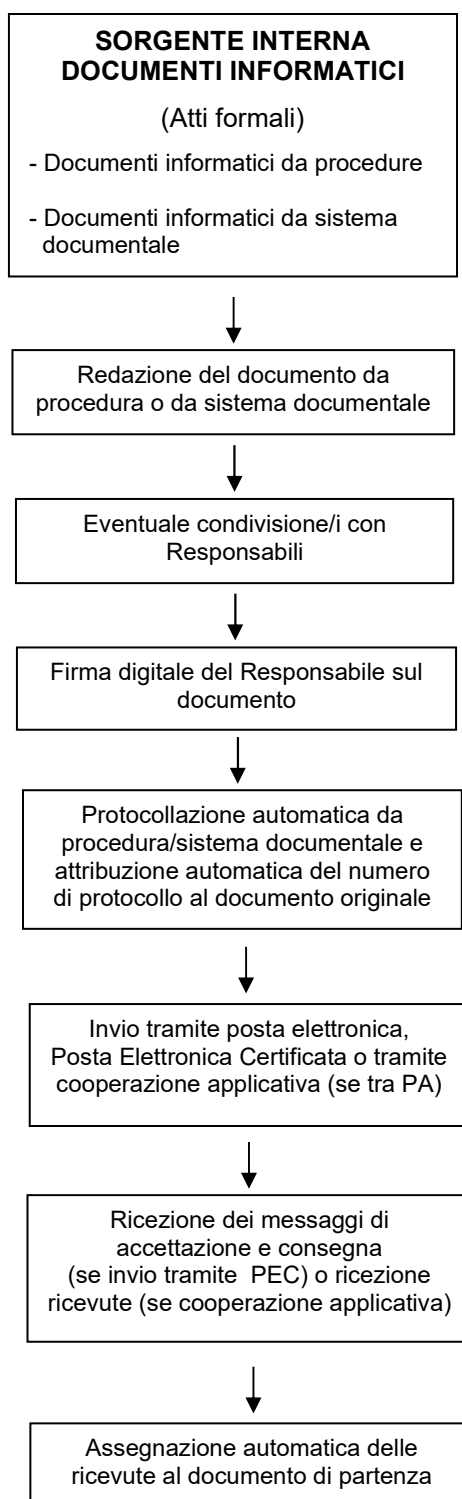 SORGENTE INTERNA
DOCUMENTI INFORMATICI
(Atti formali)
- Documenti informatici da procedure
- Documenti informatici da sistema
documentale
Redazione del documento da
procedura o da sistema documentale
Eventuale condivisione/i con
Responsabili
Firma digitale del Responsabile sul
documento
Protocollazione automatica da
procedura/sistema documentale e
attribuzione automatica del numero
di protocollo al documento originale
Invio tramite posta elettronica,
Posta Elettronica Certificata o tramite
cooperazione applicativa (se tra PA)
Ricezione dei messaggi di
accettazione e consegna
(se invio tramite PEC) o ricezione
ricevute (se cooperazione applicativa)
Assegnazione automatica delle
ricevute al documento di partenza